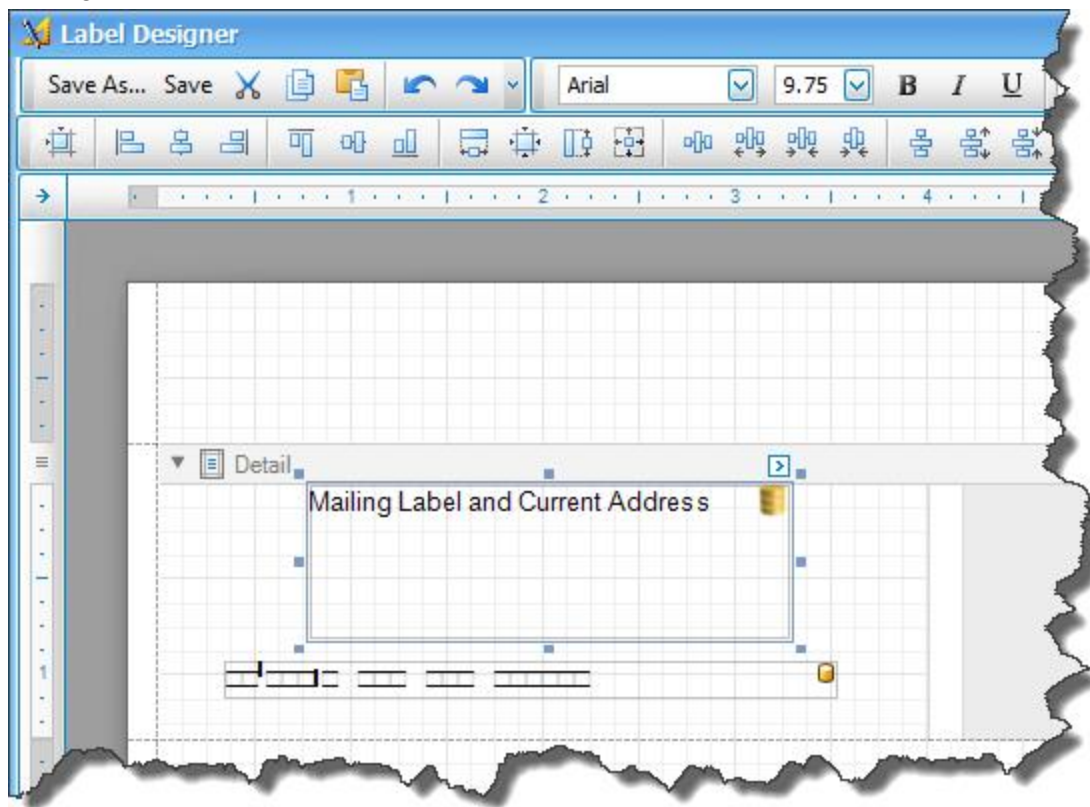 Label Designer
Save As... Save
Arial 9.75 B I U
1 2 3 4
Detail
Mailing Label and Current Address
1